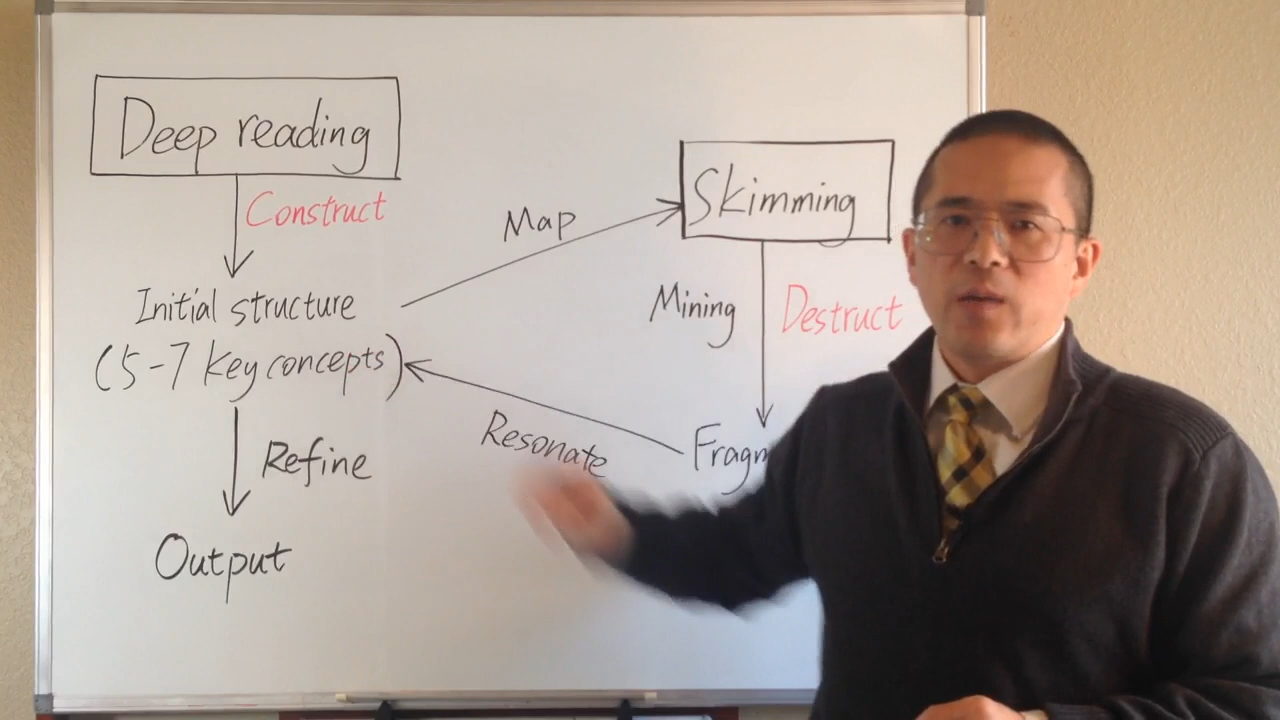 Deep reading
Construct
Initial structure
(5-7 key concepts)
Refine
Output
Map
Resonate
Skimming
Mining
Destruct